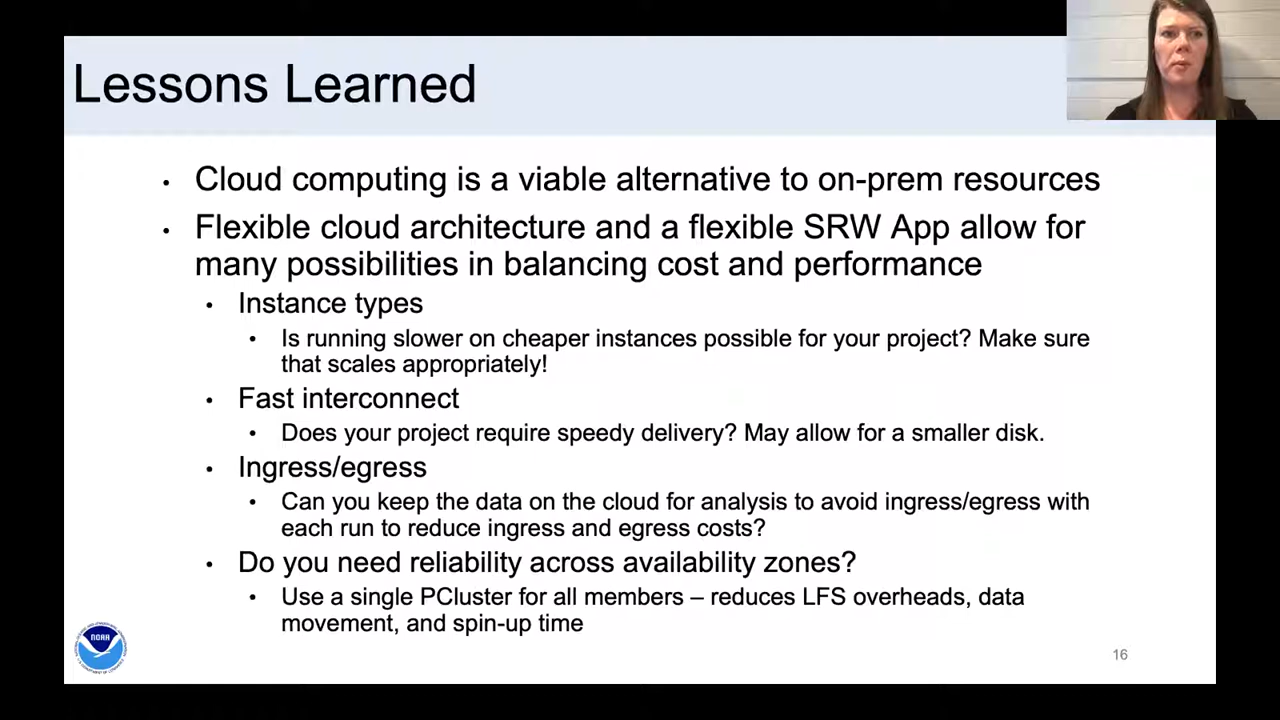 Lessons Learned
• Cloud computing is a viable alternative to on-prem resources
• Flexible cloud architecture and a flexible SRW App allow for
many possibilities in balancing cost and performance
• Instance types
• Is running slower on cheaper instances possible for your project? Make sure
that scales appropriately!
• Fast interconnect
• Does your project require speedy delivery? May allow for a smaller disk.
• Ingress/egress
• Can you keep the data on the cloud for analysis to avoid ingress/egress with
each run to reduce ingress and egress costs?
• Do you need reliability across availability zones?
• Use a single PCluster for all members – reduces LFS overheads, data
movement, and spin-up time
NOAA
16